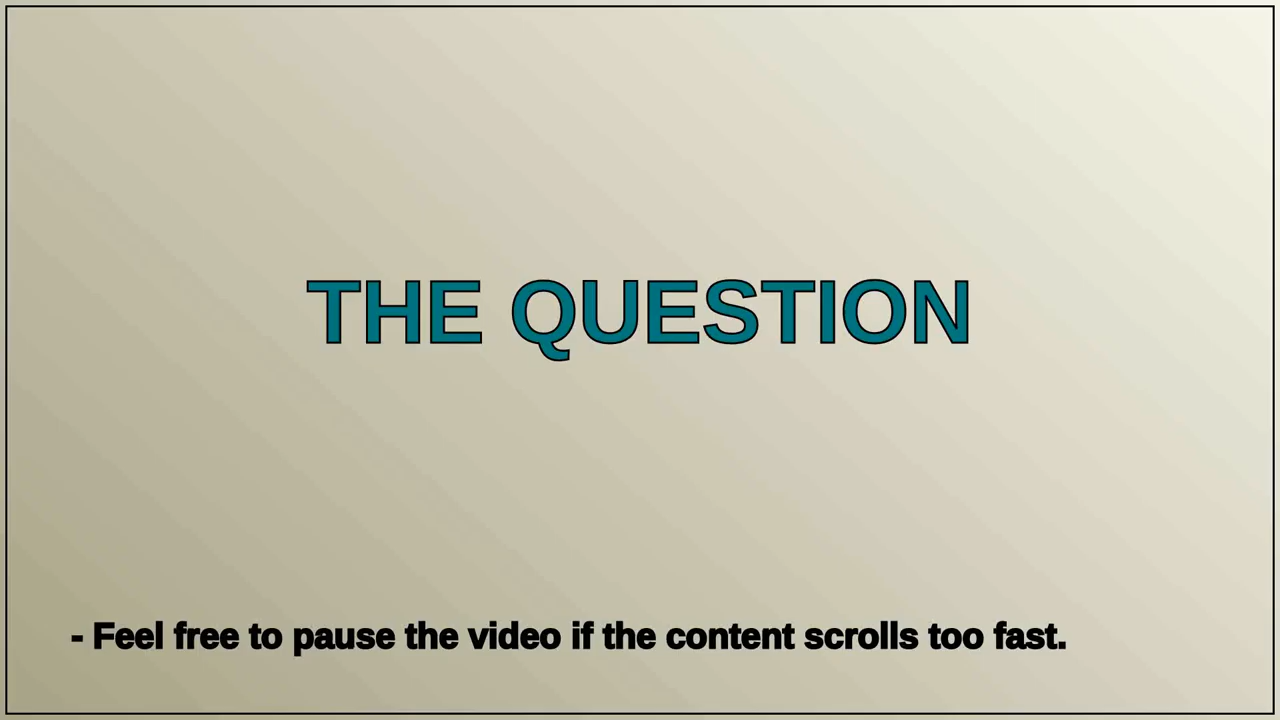 THE QUESTION
- Feel free to pause the video if the content scrolls too fast.